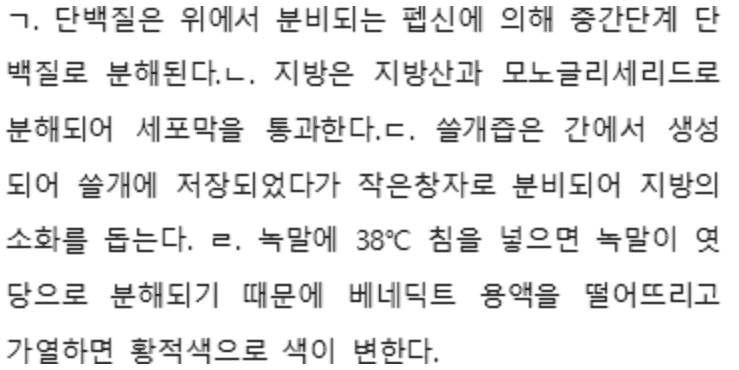 ㄱ. 단백질은 위에서 분비되는 펩신에 의해 중간단계 단
백질로 분해된다.ㄴ. 지방은 지방산과 모노글리세리드로
분해되어 세포막을 통과한다.ㄷ. 쓸개즙은 간에서 생성
되어 쓸개에 저장되었다가 작은창자로 분비되어 지방의
소화를 돕는다. ㄹ. 녹말에 38℃ 침을 넣으면 녹말이 엿
당으로 분해되기 때문에 베네딕트 용액을 떨어뜨리고
가열하면 황적색으로 색이 변한다.